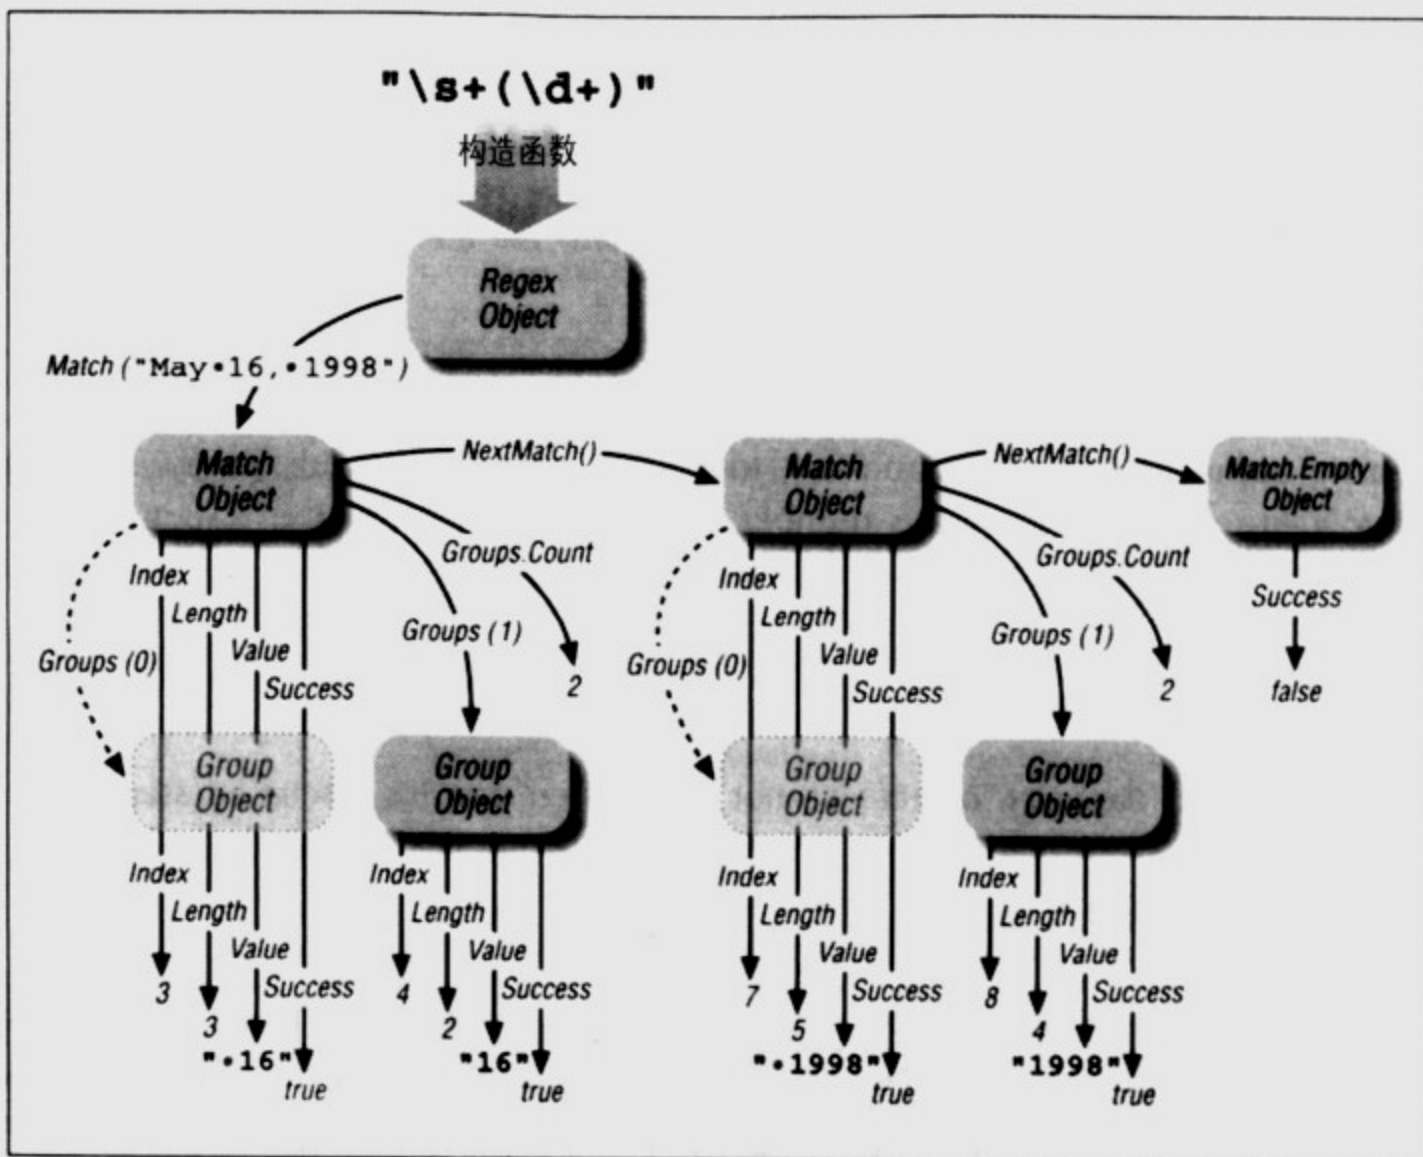 "\s+(\d+)"
构造函数
Regex
Object
Match ("May•16,•1998")
Match
Object
NextMatch()
Match
Object
NextMatch()
Match.Empty
Object
Groups.Count
2
Groups (1)
Groups (0)
Index
Length
Value
Success
Group
Object
Index
Length
Value
Success
3
3
"•16"
true
Group
Object
Index
Length
Value
Success
4
2
"16"
true
Groups.Count
2
Groups (1)
Groups (0)
Index
Length
Value
Success
Group
Object
Index
Length
Value
Success
7
5
"•1998"
true
Group
Object
Index
Length
Value
Success
8
4
"1998"
true
Success
false